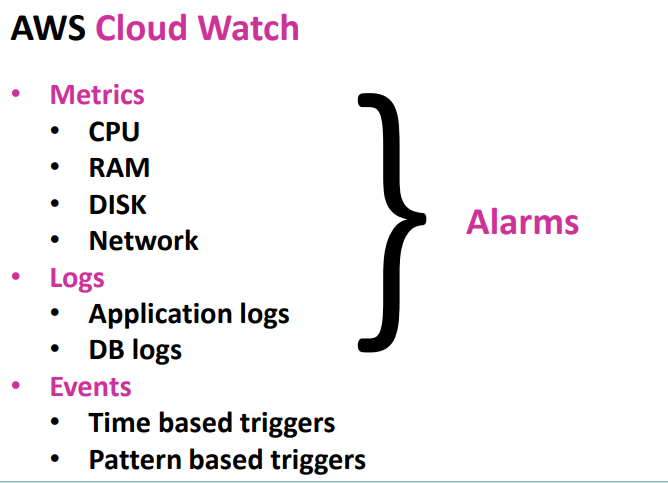 AWS Cloud Watch
• Metrics
• CPU
• RAM
• DISK
• Network
• Logs
• Application logs
• DB logs
• Events
• Time based triggers
• Pattern based triggers
Alarms